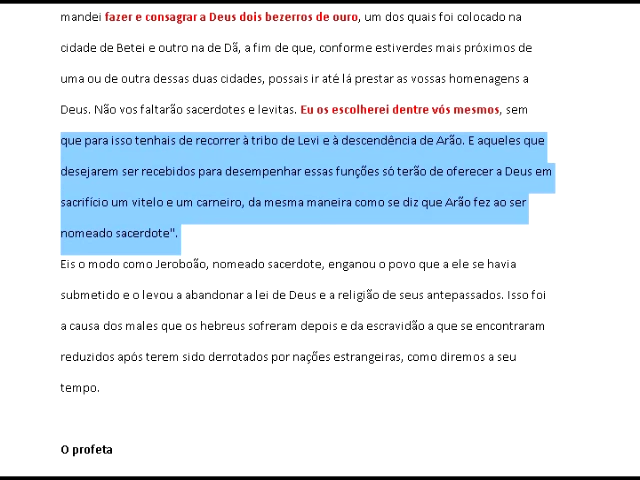 mandei fazer e consagrar a Deus dois bezerros de ouro, um dos quais foi colocado na
cidade de Betei e outro na de Dã, a fim de que, conforme estiverdes mais próximos de
uma ou de outra dessas duas cidades, possais ir até lá prestar as vossas homenagens a
Deus. Não vos faltarão sacerdotes e levitas. Eu os escolherei dentre vós mesmos, sem
que para isso tenhais de recorrer à tribo de Levi e à descendência de Arão. E aqueles que
desejarem ser recebidos para desempenhar essas funções só terão de oferecer a Deus em
sacrifício um vitelo e um carneiro, da mesma maneira como se diz que Arão fez ao ser
nomeado sacerdote".
Eis o modo como Jeroboão, nomeado sacerdote, enganou o povo que a ele se havia
submetido e o levou a abandonar a lei de Deus e a religião de seus antepassados. Isso foi
a causa dos males que os hebreus sofreram depois e da escravidão a que se encontraram
reduzidos após terem sido derrotados por nações estrangeiras, como diremos a seu
tempo.
O profeta